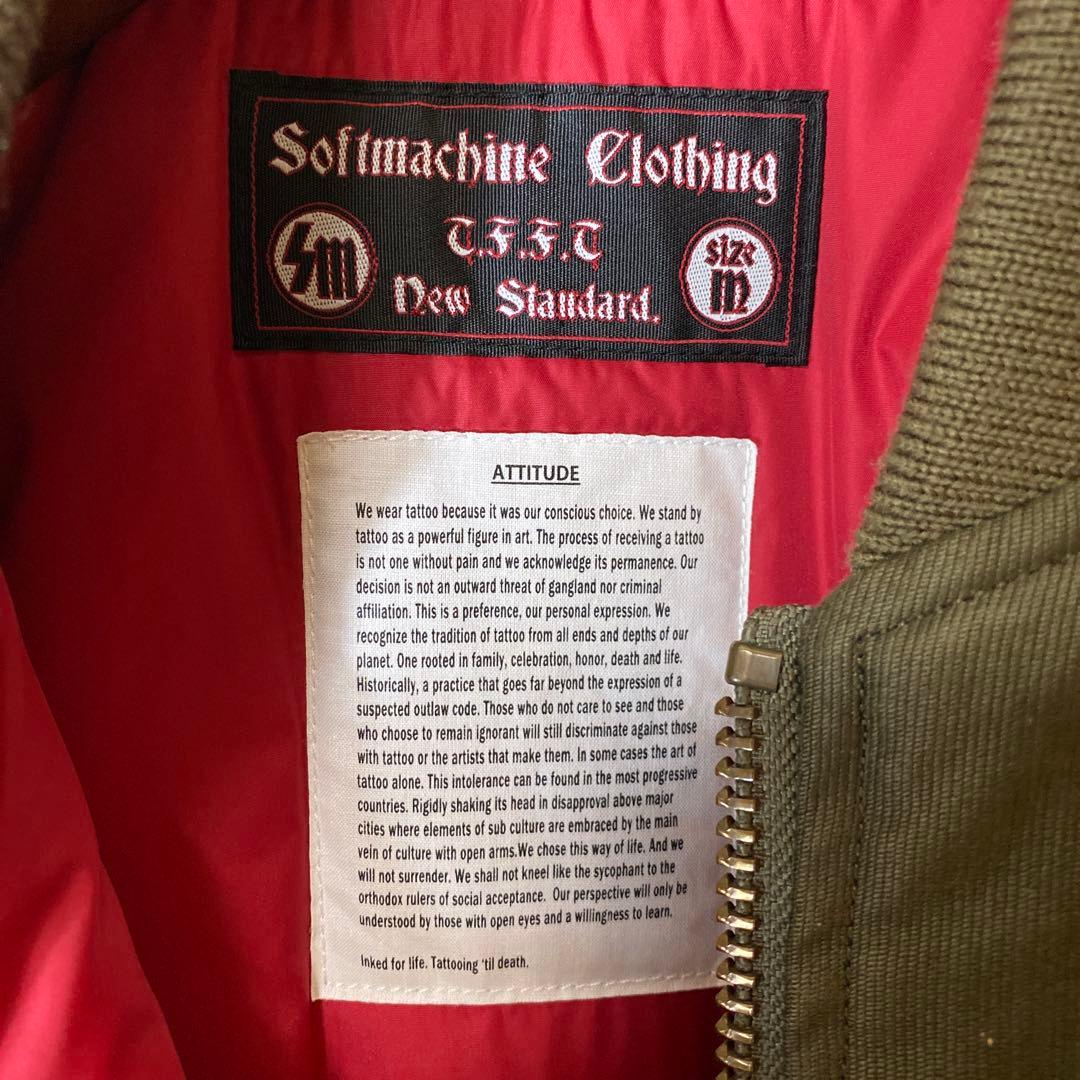 Softmachine Clothing
SM
T.F.F.T
size
M
New Standard.
ATTITUDE
We wear tattoo because it was our conscious choice. We stand by
tattoo as a powerful figure in art. The process of receiving a tattoo
is not one without pain and we acknowledge its permanence. Our
decision is not an outward threat of gangland nor criminal
affiliation. This is a preference, our personal expression. We
recognize the tradition of tattoo from all ends and depths of our
planet. One rooted in family, celebration, honor, death and life.
Historically, a practice that goes far beyond the expression of a
suspected outlaw code. Those who do not care to see and those
who choose to remain ignorant will still discriminate against those
with tattoo or the artists that make them. In some cases the art of
tattoo alone. This intolerance can be found in the most progressive
countries. Rigidly shaking its head in disapproval above major
cities where elements of sub culture are embraced by the main
vein of culture with open arms.We chose this way of life. And we
will not surrender. We shall not kneel like the sycophant to the
orthodox rulers of social acceptance. Our perspective will only be
understood by those with open eyes and a willingness to learn.
Inked for life. Tattooing 'til death.